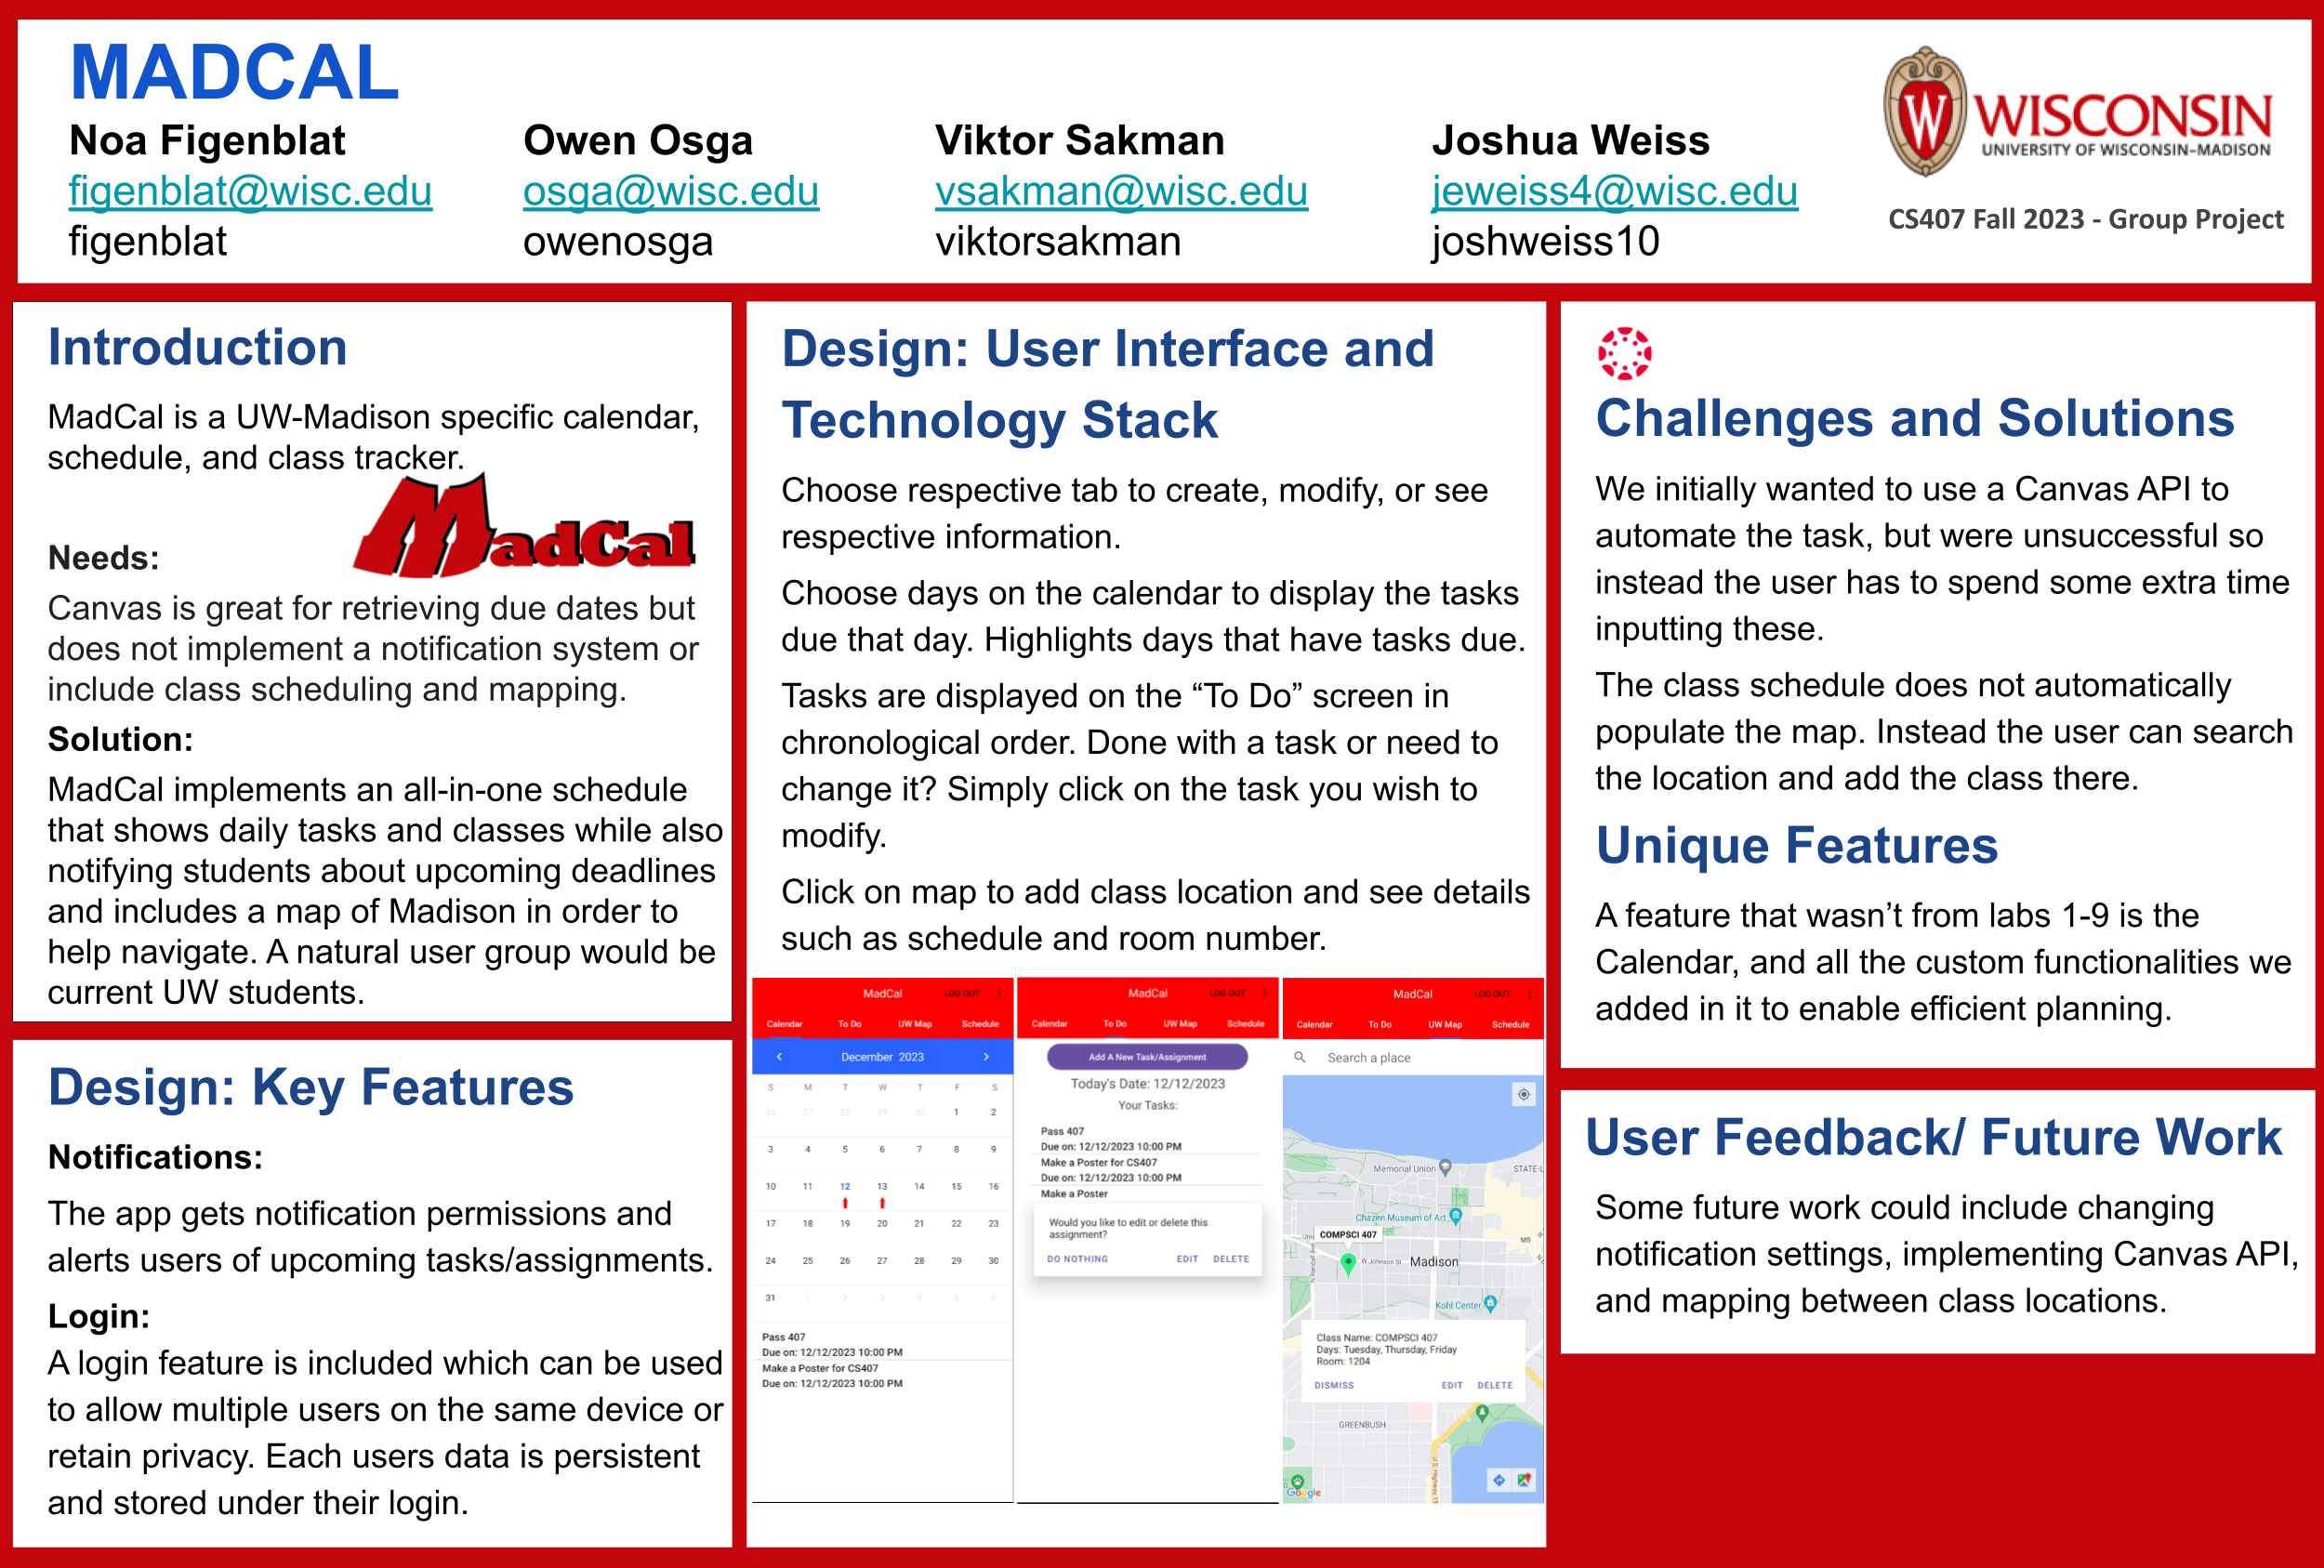 MADCAL
Noa Figenblat
figenblat@wisc.edu
figenblat
Owen Osga
osga@wisc.edu
owenosga
Viktor Sakman
vsakman@wisc.edu
viktorsakman
Joshua Weiss
jeweiss4@wisc.edu
joshweiss10
W WISCONSIN
UNIVERSITY OF WISCONSIN–MADISON
CS407 Fall 2023 - Group Project
Introduction
MadCal is a UW-Madison specific calendar,
schedule, and class tracker.
MadCal
Needs:
Canvas is great for retrieving due dates but
does not implement a notification system or
include class scheduling and mapping.
Solution:
MadCal implements an all-in-one schedule
that shows daily tasks and classes while also
notifying students about upcoming deadlines
and includes a map of Madison in order to
help navigate. A natural user group would be
current UW students.
Design: Key Features
Notifications:
The app gets notification permissions and
alerts users of upcoming tasks/assignments.
Login:
A login feature is included which can be used
to allow multiple users on the same device or
retain privacy. Each users data is persistent
and stored under their login.
Design: User Interface and
Technology Stack
Choose respective tab to create, modify, or see
respective information.
Choose days on the calendar to display the tasks
due that day. Highlights days that have tasks due.
Tasks are displayed on the “To Do” screen in
chronological order. Done with a task or need to
change it? Simply click on the task you wish to
modify.
Click on map to add class location and see details
such as schedule and room number.
MadCal LOG OUT
Calendar To Do UW Map Schedule
December 2023
S M T W T F S
26 27 28 29 30 1 2
3 4 5 6 7 8 9
10 11 12 13 14 15 16
17 18 19 20 21 22 23
24 25 26 27 28 29 30
31 1 2 3 4 5 6
Pass 407
Due on: 12/12/2023 10:00 PM
Make a Poster for CS407
Due on: 12/12/2023 10:00 PM
MadCal LOG OUT
Calendar To Do UW Map Schedule
Add A New Task/Assignment
Today's Date: 12/12/2023
Your Tasks:
Pass 407
Due on: 12/12/2023 10:00 PM
Make a Poster for CS407
Due on: 12/12/2023 10:00 PM
Make a Poster
Would you like to edit or delete this
assignment?
DO NOTHING EDIT DELETE
MadCal LOG OUT
Calendar To Do UW Map Schedule
Search a place
Memorial Union
STATE-L
Chazen Museum of Art
Uni
COMPSCI 407
MS
W Johnson St
Madison
N Randall Ave
Kohl Center
Class Name: COMPSCI 407
Days: Tuesday, Thursday, Friday
Room: 1204
DISMISS EDIT DELETE
GREENBUSH
U.S. Highway 15
Google
Challenges and Solutions
We initially wanted to use a Canvas API to
automate the task, but were unsuccessful so
instead the user has to spend some extra time
inputting these.
The class schedule does not automatically
populate the map. Instead the user can search
the location and add the class there.
Unique Features
A feature that wasn’t from labs 1-9 is the
Calendar, and all the custom functionalities we
added in it to enable efficient planning.
User Feedback/ Future Work
Some future work could include changing
notification settings, implementing Canvas API,
and mapping between class locations.